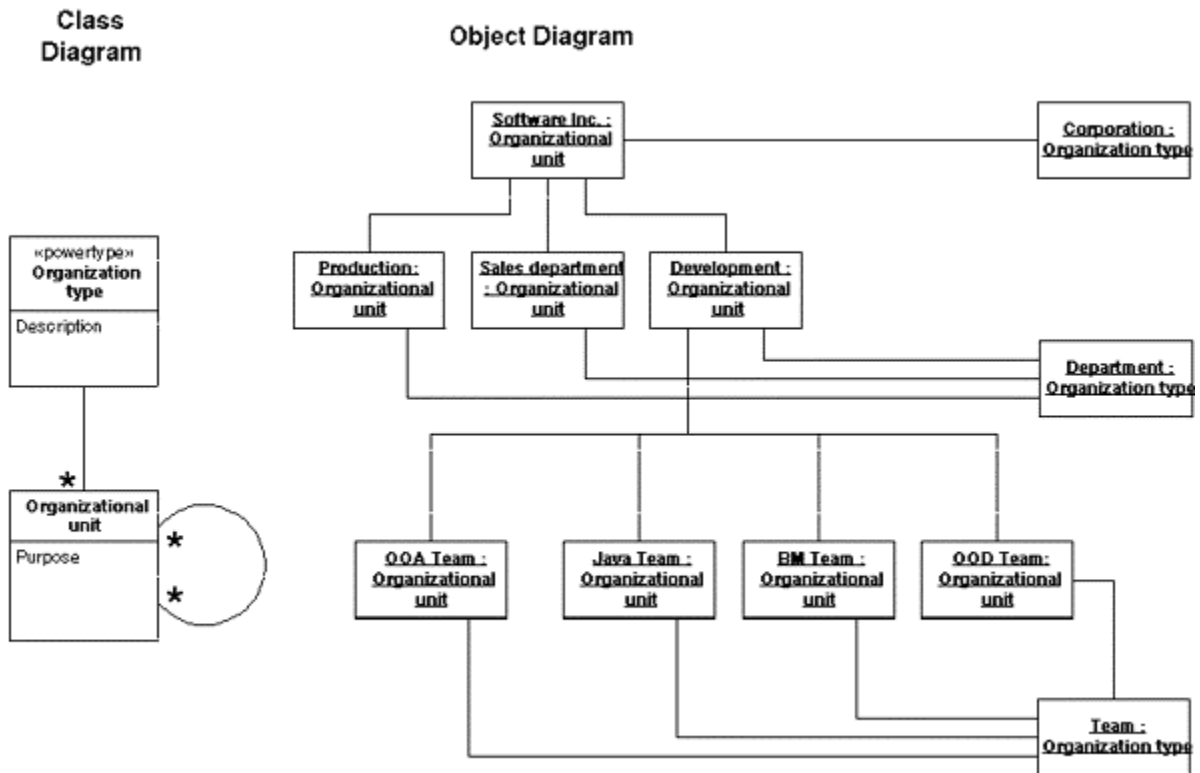 Class
Diagram
Object Diagram
Software Inc. :
Organizational
unit
Corporation :
Organization type
«powertype»
Organization
type
Description
Production:
Organizational
unit
Sales department
: Organizational
unit
Development :
Organizational
unit
Department :
Organization type
*
Organizational
unit
Purpose
*
*
OOA Team :
Organizational
unit
Java Team :
Organizational
unit
BM Team :
Organizational
unit
OOD Team:
Organizational
unit
Team :
Organization type